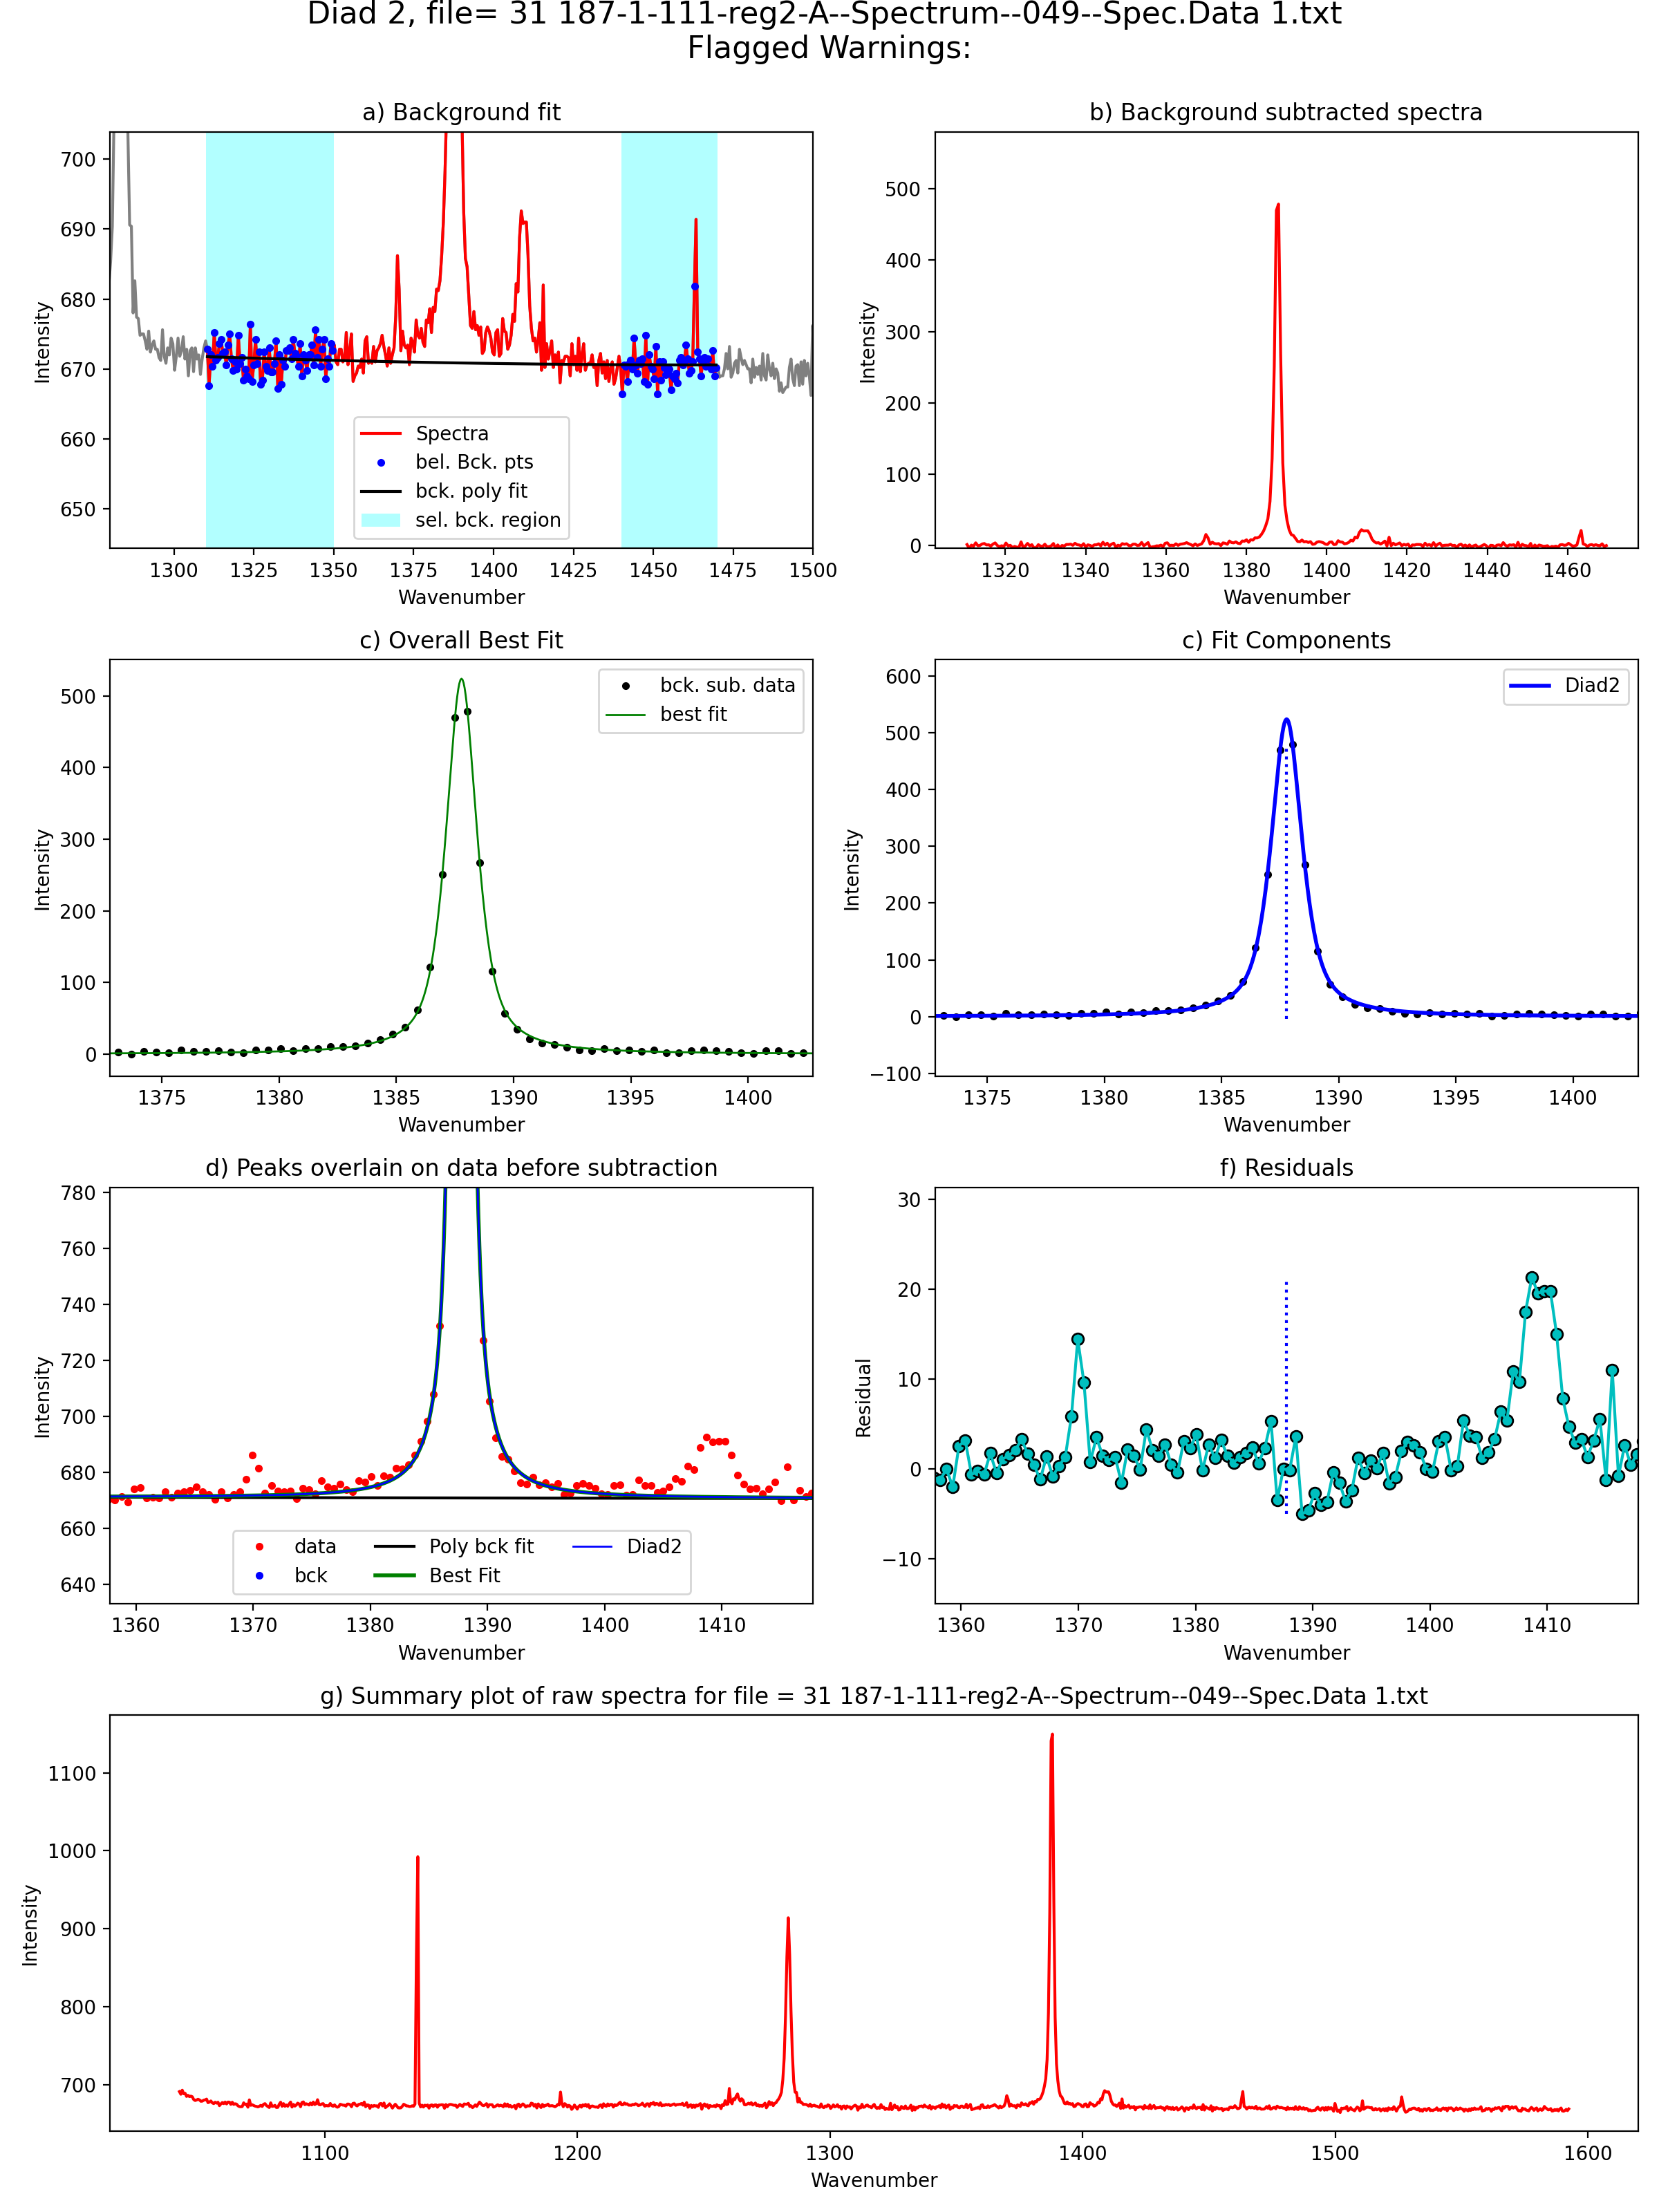 Diad 2, file= 31 187-1-111-reg2-A--Spectrum--049--Spec.Data 1.txt
Flagged Warnings:
a) Background fit
700
690
680
670
660
650
Intensity
Spectra
bel. Bck. pts
bck. poly fit
sel. bck. region
1300 1325 1350 1375 1400 1425 1450 1475 1500
Wavenumber
b) Background subtracted spectra
500
400
300
200
100
0
Intensity
1320 1340 1360 1380 1400 1420 1440 1460
Wavenumber
c) Overall Best Fit
500
400
300
200
100
0
Intensity
bck. sub. data
best fit
1375 1380 1385 1390 1395 1400
Wavenumber
c) Fit Components
600
500
400
300
200
100
0
−100
Intensity
Diad2
1375 1380 1385 1390 1395 1400
Wavenumber
d) Peaks overlain on data before subtraction
780
760
740
720
700
680
660
640
Intensity
data
bck
Poly bck fit
Best Fit
Diad2
1360 1370 1380 1390 1400 1410
Wavenumber
f) Residuals
30
20
10
0
−10
Residual
1360 1370 1380 1390 1400 1410
Wavenumber
g) Summary plot of raw spectra for file = 31 187-1-111-reg2-A--Spectrum--049--Spec.Data 1.txt
1100
1000
900
800
700
Intensity
1100 1200 1300 1400 1500 1600
Wavenumber